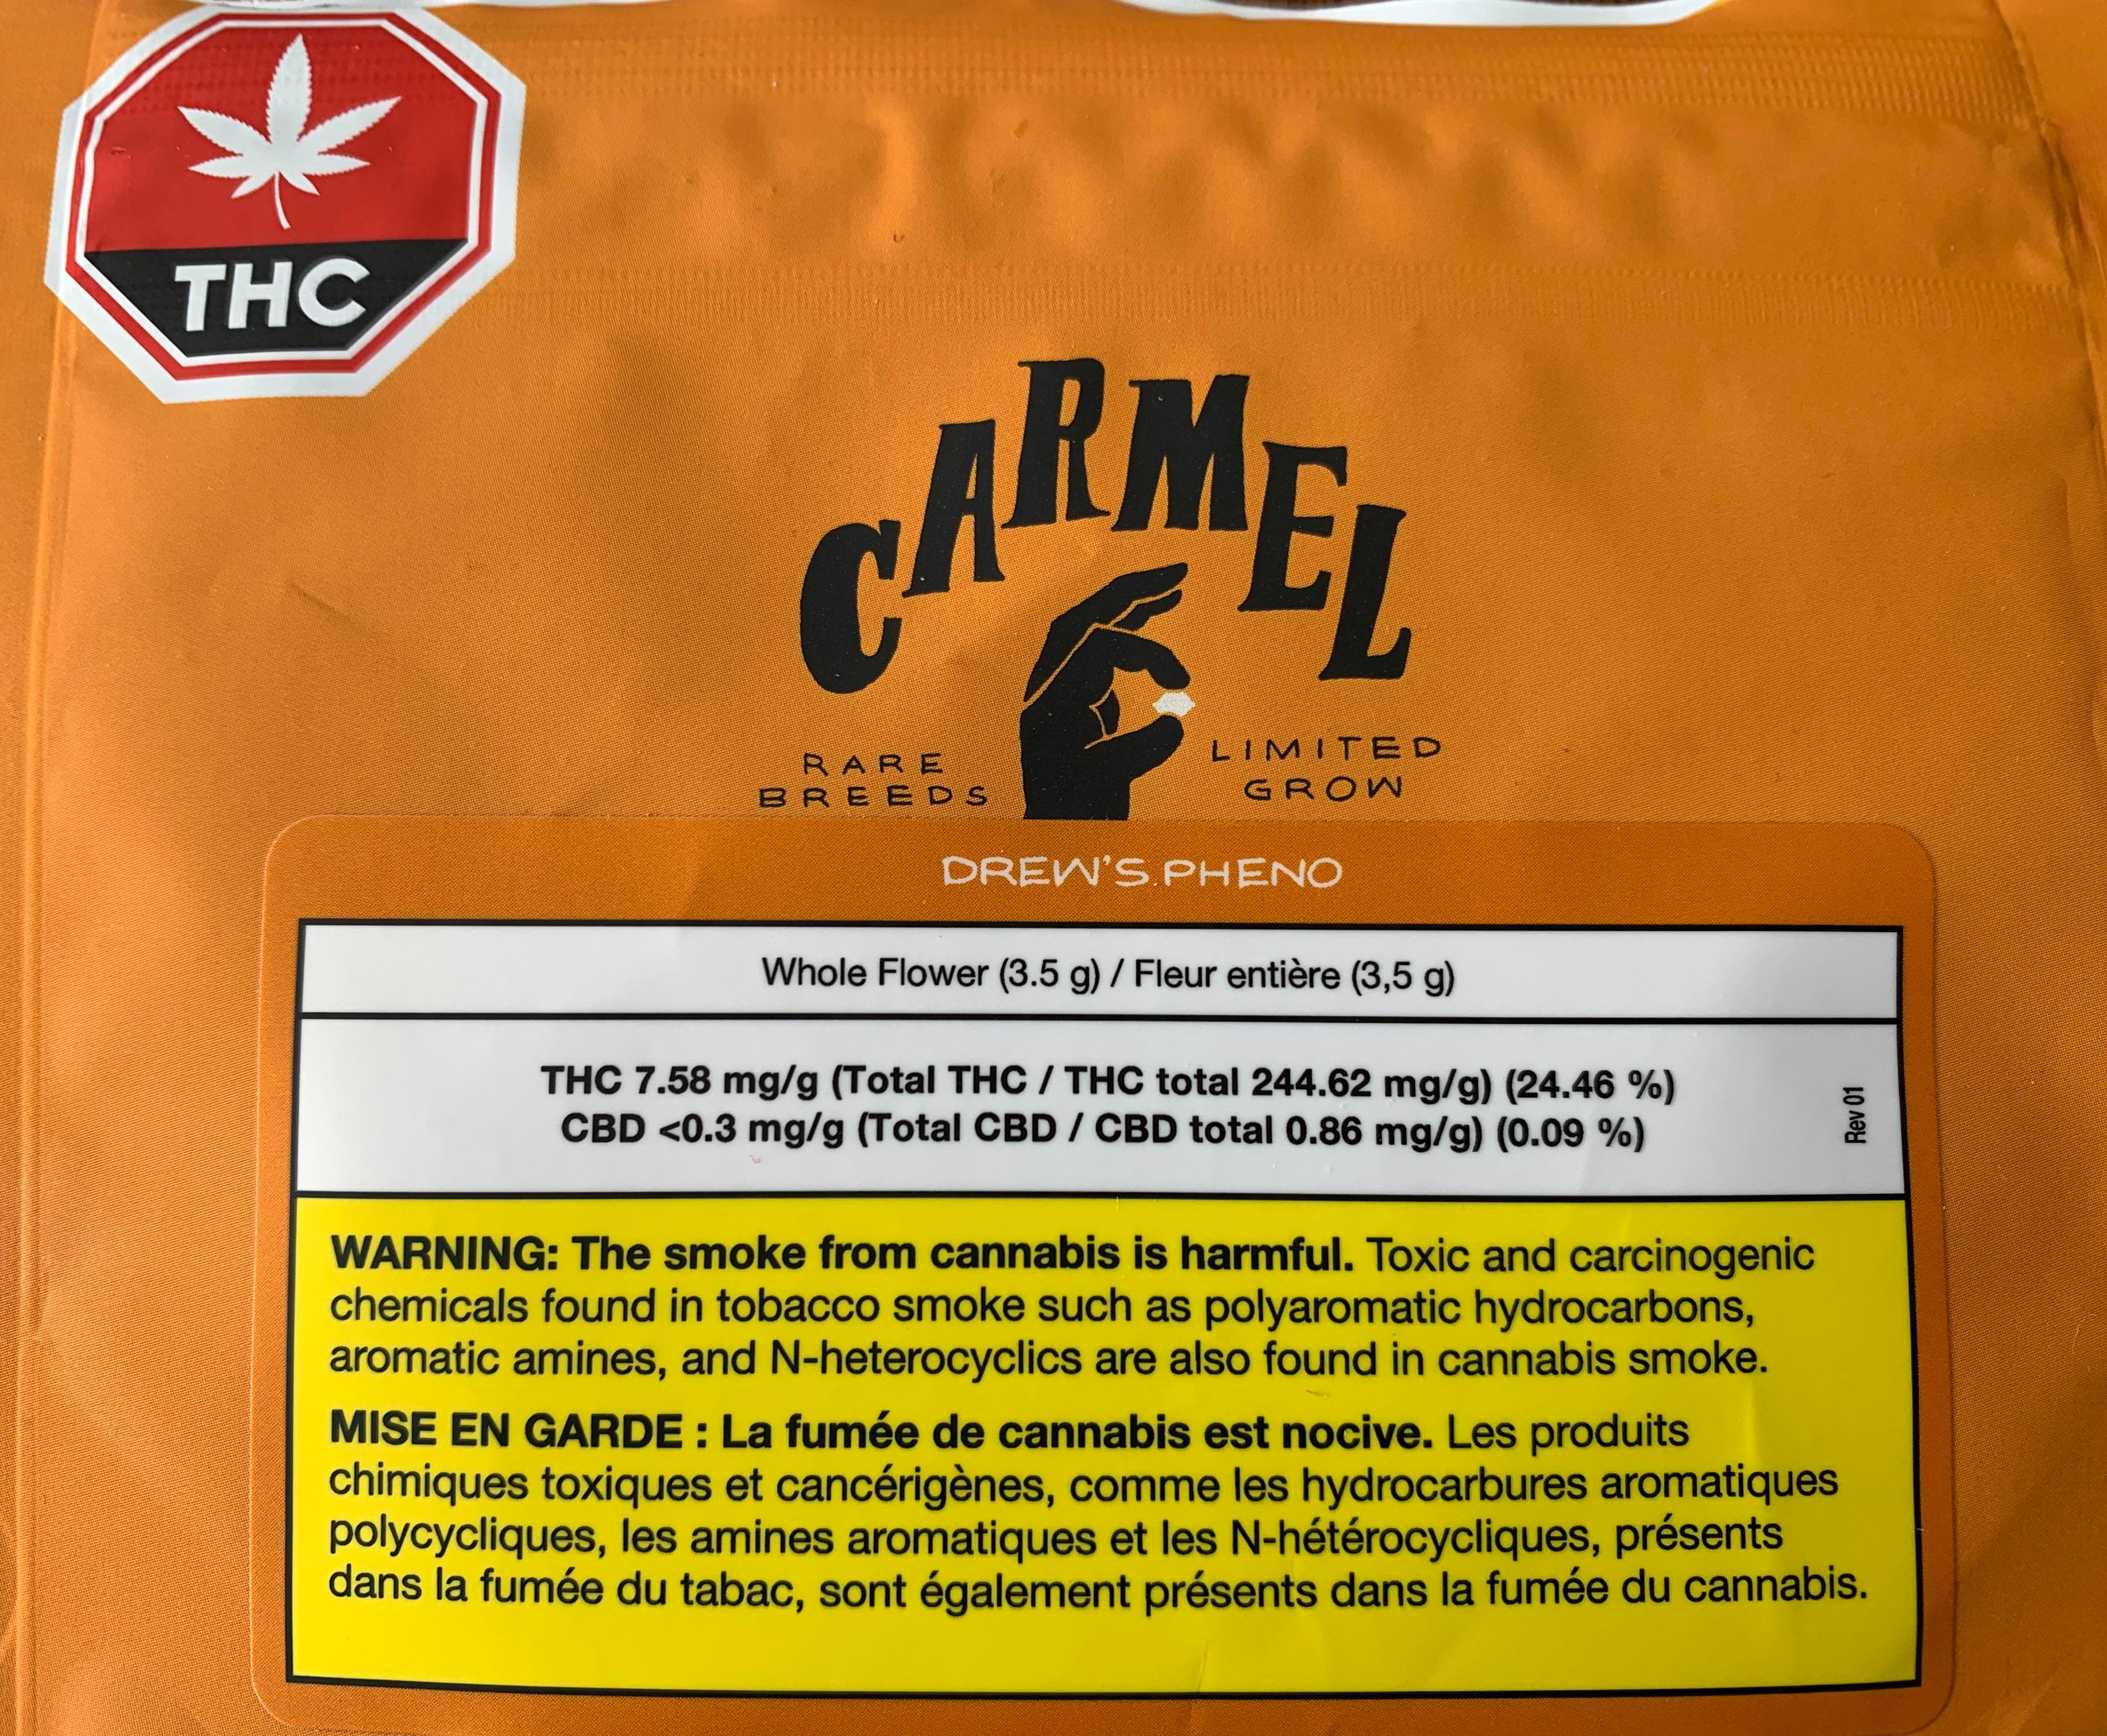 THC
CARMEL
RARE
BREEDS
LIMITED
GROW
DREW'S PHENO
Whole Flower (3.5 g) / Fleur entière (3,5 g)
THC 7.58 mg/g (Total THC / THC total 244.62 mg/g) (24.46 %)
CBD <0.3 mg/g (Total CBD / CBD total 0.86 mg/g) (0.09 %)
Rev 01
WARNING: The smoke from cannabis is harmful. Toxic and carcinogenic
chemicals found in tobacco smoke such as polyaromatic hydrocarbons,
aromatic amines, and N-heterocyclics are also found in cannabis smoke.
MISE EN GARDE : La fumée de cannabis est nocive. Les produits
chimiques toxiques et cancérigènes, comme les hydrocarbures aromatiques
polycycliques, les amines aromatiques et les N-hétérocycliques, présents
dans la fumée du tabac, sont également présents dans la fumée du cannabis.